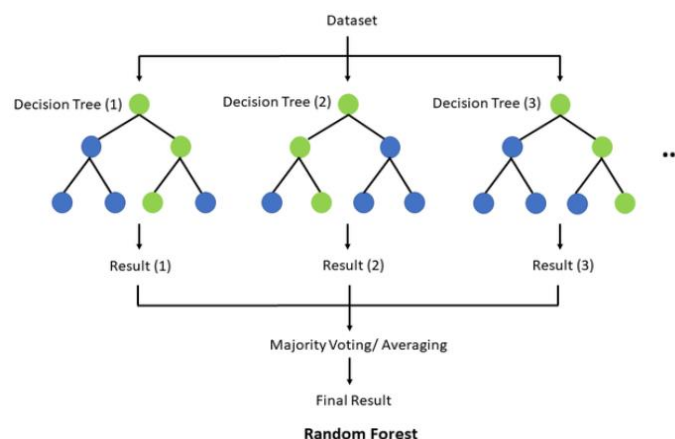 Dataset
Decision Tree (1)
Decision Tree (2)
Decision Tree (3)
...
Result (1)
Result (2)
Result (3)
Majority Voting/ Averaging
Final Result
Random Forest